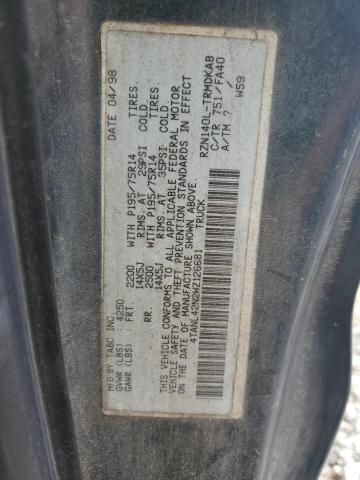 MFD BY: TABC, INC. DATE 04/98
GVWR (LBS) 4250
GAWR (LBS) FRT. 2200 WITH P195/75R14 TIRES
14X5J RIMS. AT 29PSI COLD.
RR. 2500 WITH P195/75R14 TIRES
14X5J RIMS. AT 35PSI COLD.
THIS VEHICLE CONFORMS TO ALL APPLICABLE FEDERAL MOTOR
VEHICLE SAFETY AND THEFT PREVENTION STANDARDS IN EFFECT ON THE
DATE OF MANUFACTURE SHOWN ABOVE.
4TANL42N2WZ126681 TRUCK
RZN140L-TRMDKAB
C/TR 751/FA40
A/TM ?
W59